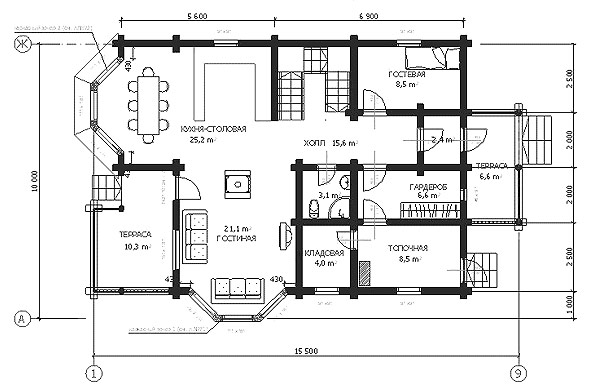 5 600
6 900
Ж
430
ГОСТЕВАЯ
8,5 m²
2 500
КУХНЯ-СТОЛОВАЯ
25,2 m²
ХОЛЛ 15,6 m²
2,4 m²
2 000
10 000
ТЕРРАСА
6,6 m²
43
3,1 m²
ГАРДЕРОБ
6,6 m²
2 000
ТЕРРАСА
10,3 m²
21,1 m²
ГОСТИНАЯ
КЛАДОВАЯ
4,0 m²
ТОПОЧНАЯ
8,5 m²
2 500
43
430
1 000
А
15 500
1
9